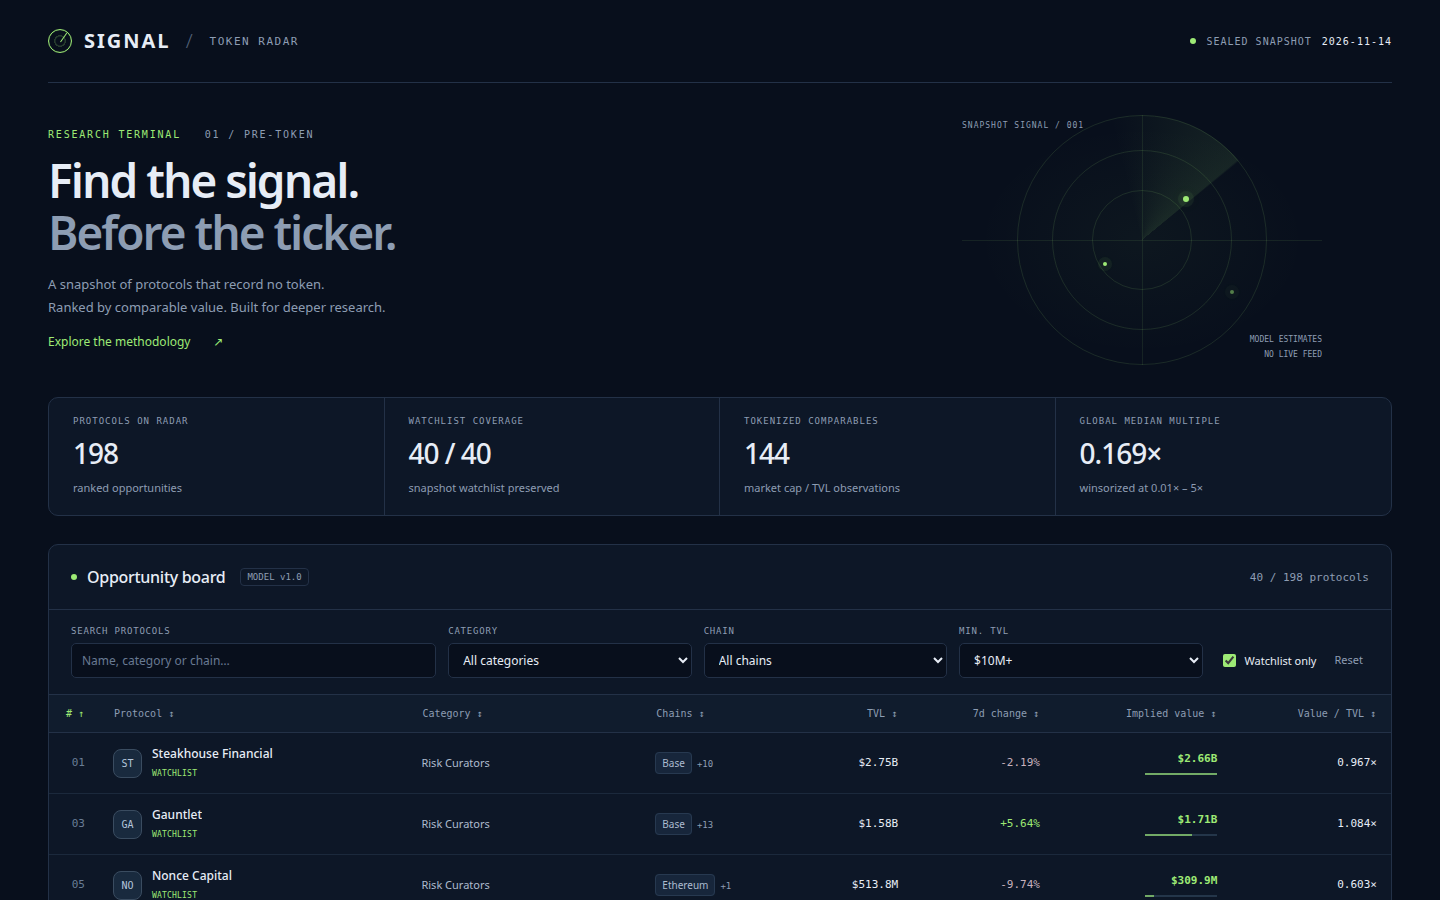 SIGNAL / TOKEN RADAR
SEALED SNAPSHOT 2026-11-14
RESEARCH TERMINAL 01 / PRE-TOKEN
Find the signal.
Before the ticker.
A snapshot of protocols that record no token.
Ranked by comparable value. Built for deeper research.
Explore the methodology ↗
SNAPSHOT SIGNAL / 001
MODEL ESTIMATES
NO LIVE FEED
PROTOCOLS ON RADAR
198
ranked opportunities
WATCHLIST COVERAGE
40 / 40
snapshot watchlist preserved
TOKENIZED COMPARABLES
144
market cap / TVL observations
GLOBAL MEDIAN MULTIPLE
0.169×
winsorized at 0.01× – 5×
Opportunity board MODEL v1.0
40 / 198 protocols
SEARCH PROTOCOLS
Name, category or chain...
CATEGORY
All categories
CHAIN
All chains
MIN. TVL
$10M+
Watchlist only
Reset
# ↑ Protocol ↕ Category ↕ Chains ↕ TVL ↕ 7d change ↕ Implied value ↕ Value / TVL ↕
01 ST Steakhouse Financial Risk Curators Base +10 $2.75B -2.19% $2.66B 0.967×
WATCHLIST
03 GA Gauntlet Risk Curators Base +13 $1.58B +5.64% $1.71B 1.084×
WATCHLIST
05 NO Nonce Capital Risk Curators Ethereum +1 $513.8M -9.74% $309.9M 0.603×
WATCHLIST